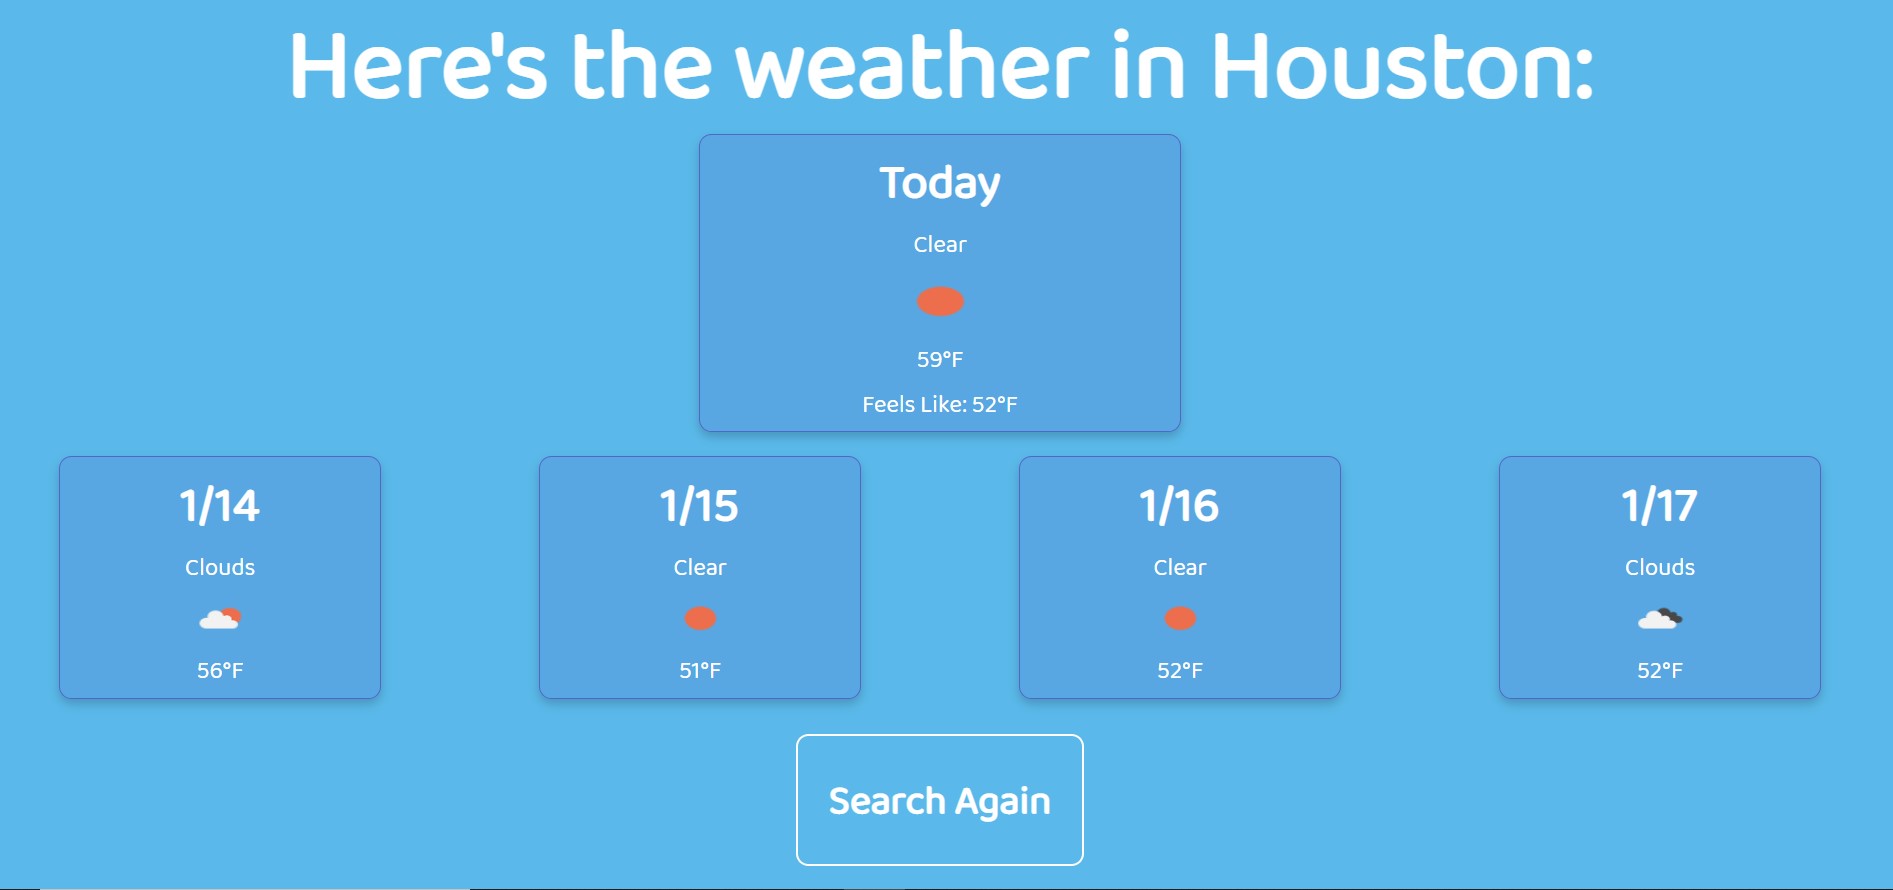 Here's the weather in Houston:
Today
Clear
59°F
Feels Like: 52°F
1/14
Clouds
56°F
1/15
Clear
51°F
1/16
Clear
52°F
1/17
Clouds
52°F
Search Again